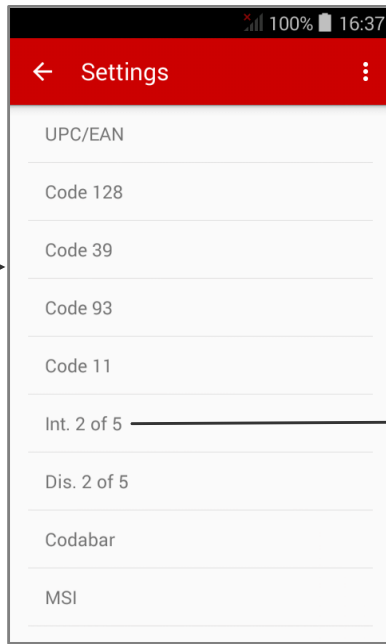 100% 16:37
Settings
UPC/EAN
Code 128
Code 39
Code 93
Code 11
Int. 2 of 5
Dis. 2 of 5
Codabar
MSI